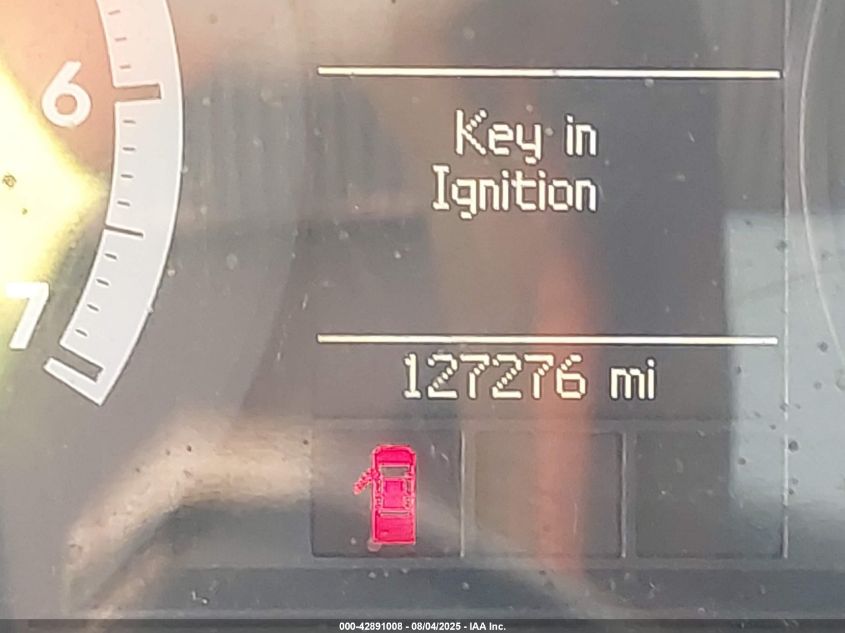 6
Key in
Ignition
7
127276 mi
000-42891008 - 08/04/2025 - IAA Inc.